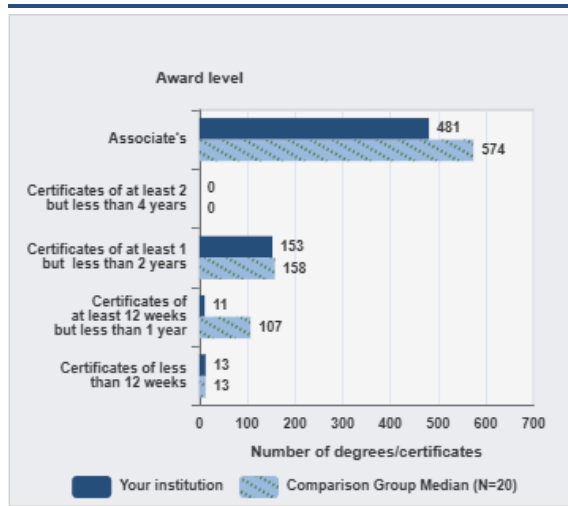 Award level
Associate's
481
574
Certificates of at least 2
but less than 4 years
0
0
Certificates of at least 1
but less than 2 years
153
158
Certificates of
at least 12 weeks
but less than 1 year
11
107
Certificates of less
than 12 weeks
13
13
0 100 200 300 400 500 600 700
Number of degrees/certificates
Your institution Comparison Group Median (N=20)